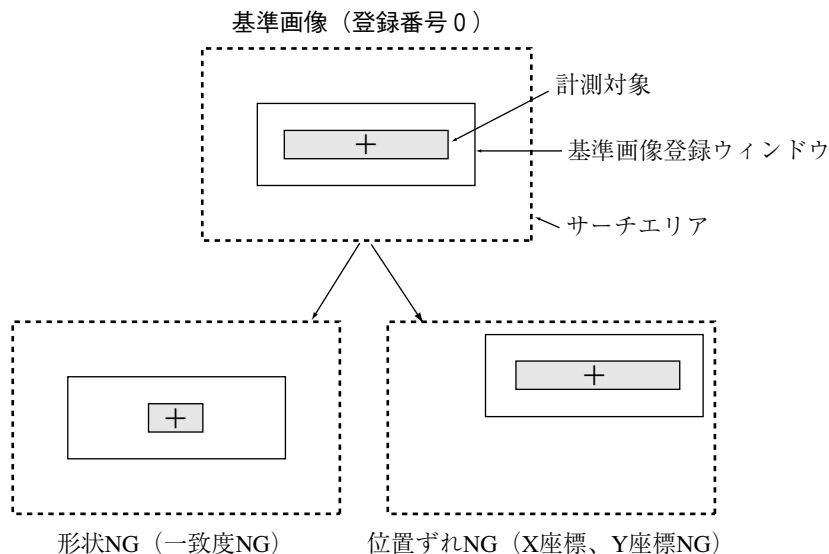 基準画像（登録番号０）
計測対象
基準画像登録ウィンドウ
サーチエリア
形状NG（一致度NG）
位置ずれNG（X座標、Y座標NG）